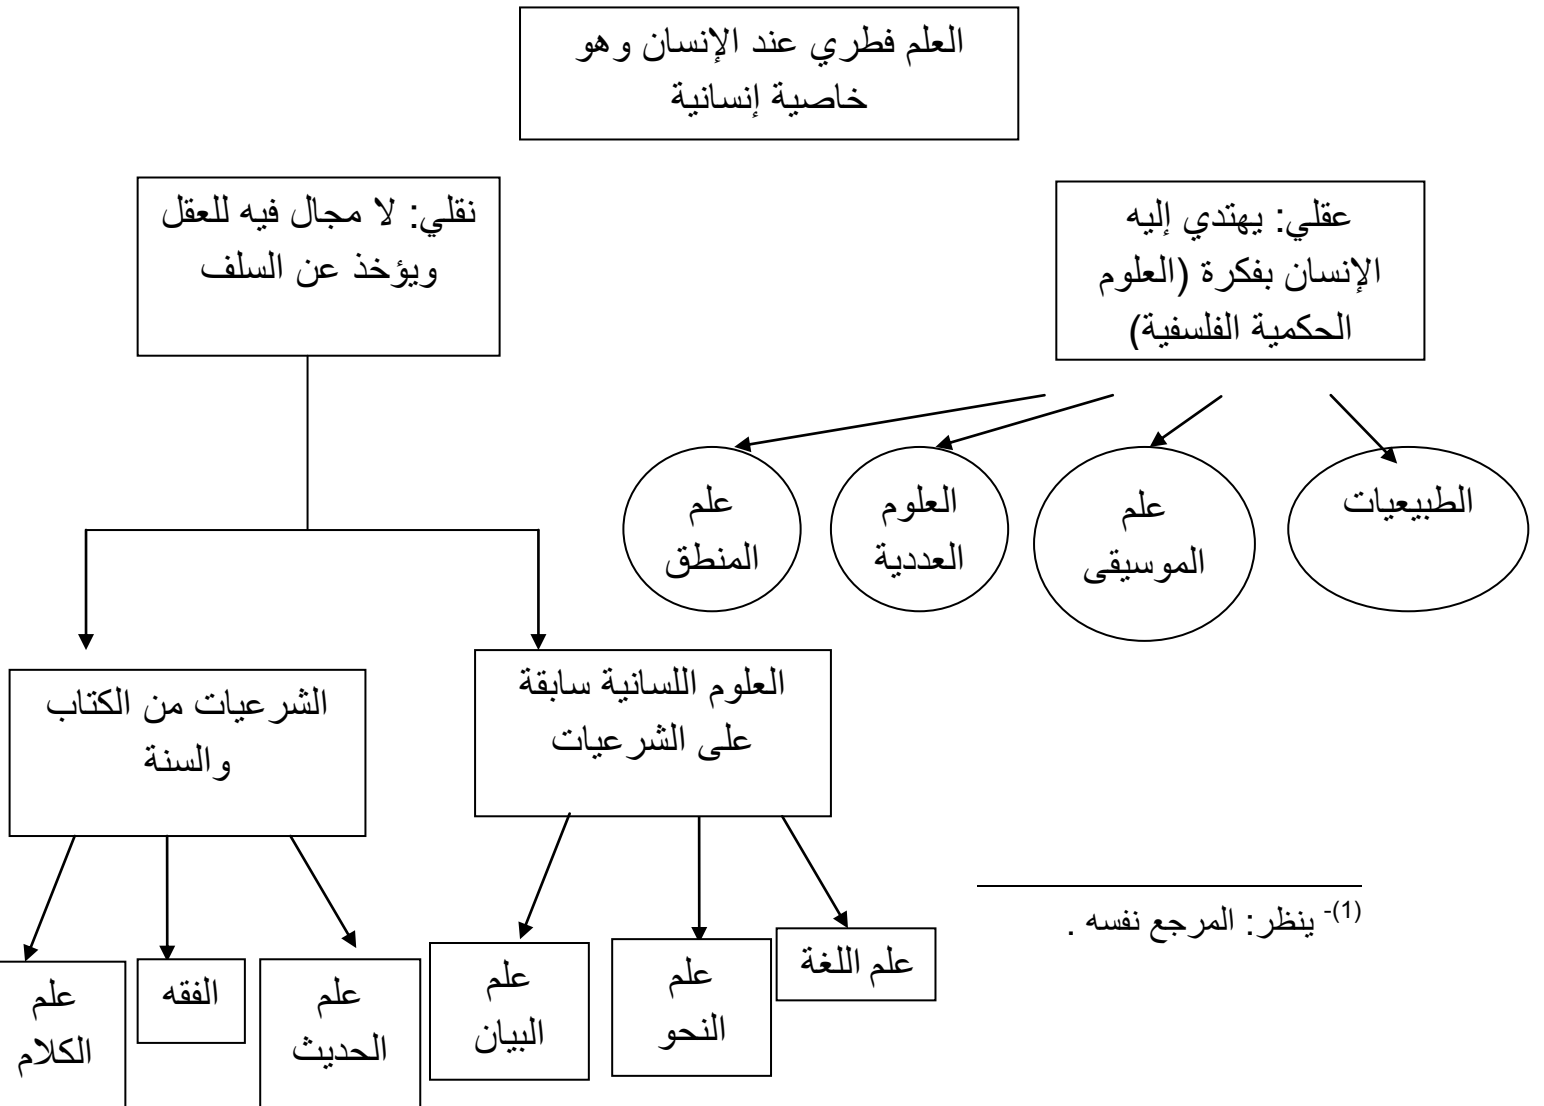 العلم فطري عند الإنسان وهو
خاصية إنسانية
عقلي: يهتدي إليه
الإنسان بفكرة (العلوم
الحكمية الفلسفية)
نقلي: لا مجال فيه للعقل
ويؤخذ عن السلف
الطبيعيات
علم
الموسيقى
العلوم
العددية
علم
المنطق
العلوم اللسانية سابقة
على الشرعيات
الشرعيات من الكتاب
والسنة
علم اللغة
علم
النحو
علم
البيان
علم
الحديث
الفقه
علم
الكلام
(1)- ينظر: المرجع نفسه .